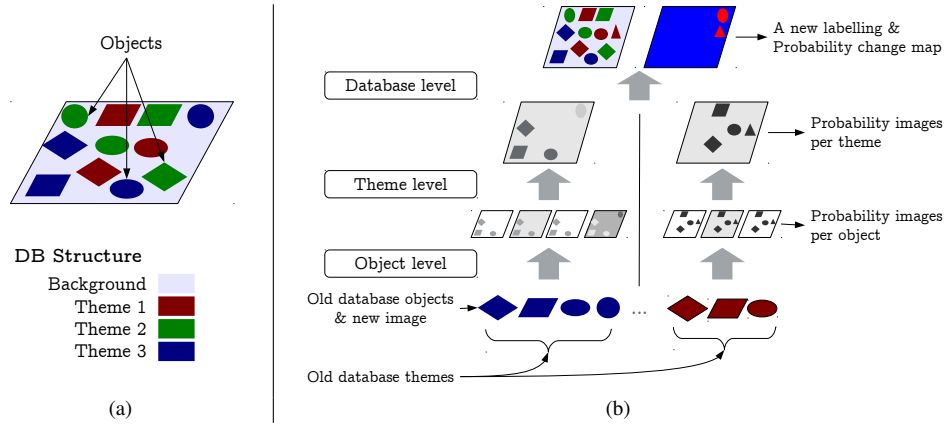 Objects
DB Structure
Background
Theme 1
Theme 2
Theme 3
(a)
A new labelling &
Probability change map
Database level
Probability images
per theme
Theme level
Probability images
per object
Object level
Old database objects
& new image
...
Old database themes
(b)